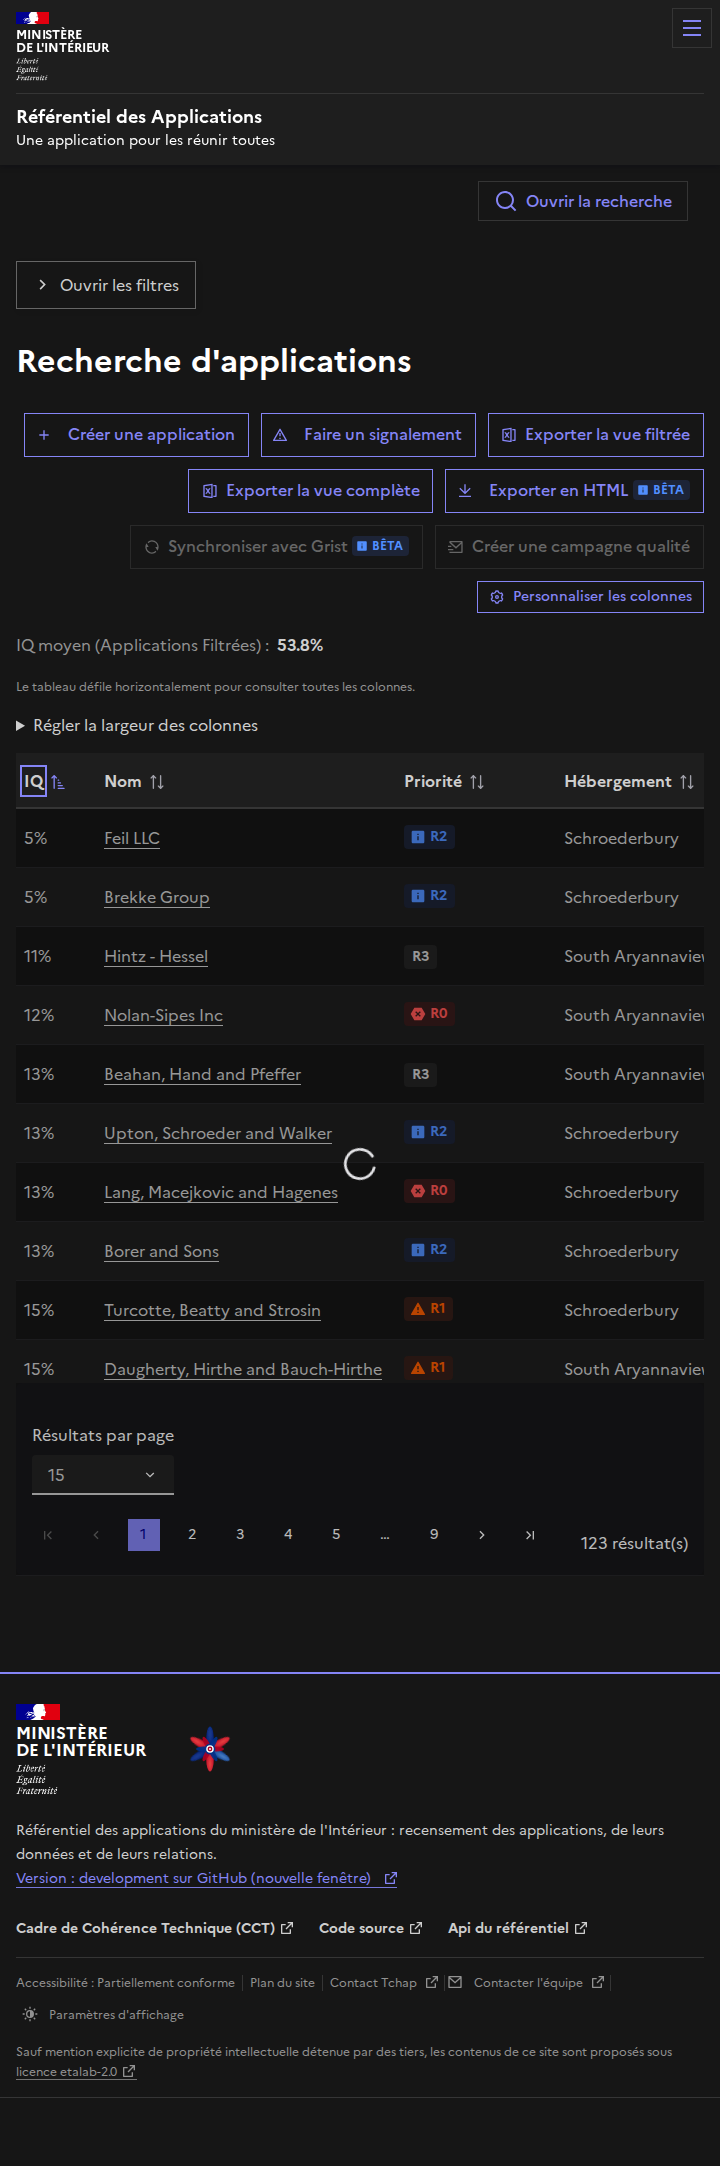 MINISTÈRE
DE L'INTÉRIEUR
Liberté
Égalité
Fraternité
Référentiel des Applications
Une application pour les réunir toutes
Ouvrir la recherche
Ouvrir les filtres
Recherche d'applications
Créer une application
Faire un signalement
Exporter la vue filtrée
Exporter la vue complète
Exporter en HTML BÊTA
Synchroniser avec Grist BÊTA
Créer une campagne qualité
Personnaliser les colonnes
IQ moyen (Applications Filtrées) : 53.8%
Le tableau défile horizontalement pour consulter toutes les colonnes.
Régler la largeur des colonnes
IQ Nom Priorité Hébergement
5% Feil LLC R2 Schroederbury
5% Brekke Group R2 Schroederbury
11% Hintz - Hessel R3 South Aryannaview
12% Nolan-Sipes Inc R0 South Aryannaview
13% Beahan, Hand and Pfeffer R3 South Aryannaview
13% Upton, Schroeder and Walker R2 Schroederbury
13% Lang, Macejkovic and Hagenes R0 Schroederbury
13% Borer and Sons R2 Schroederbury
15% Turcotte, Beatty and Strosin R1 Schroederbury
15% Daugherty, Hirthe and Bauch-Hirthe R1 South Aryannaview
Résultats par page
15
1 2 3 4 5 … 9
123 résultat(s)
MINISTÈRE
DE L'INTÉRIEUR
Liberté
Égalité
Fraternité
Référentiel des applications du ministère de l'Intérieur : recensement des applications, de leurs
données et de leurs relations.
Version : development sur GitHub (nouvelle fenêtre)
Cadre de Cohérence Technique (CCT) Code source Api du référentiel
Accessibilité : Partiellement conforme Plan du site Contact Tchap Contacter l'équipe
Paramètres d'affichage
Sauf mention explicite de propriété intellectuelle détenue par des tiers, les contenus de ce site sont proposés sous
licence etalab-2.0